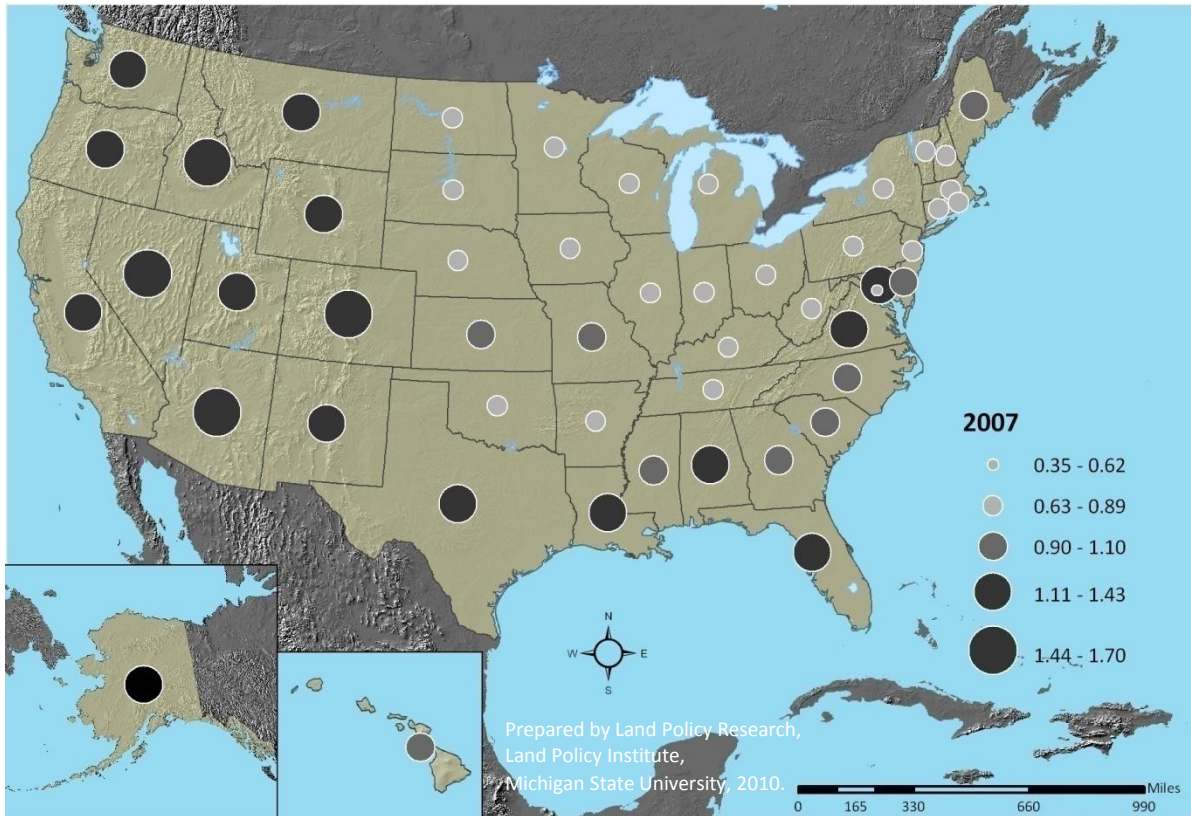 2007
0.35 - 0.62
0.63 - 0.89
0.90 - 1.10
1.11 - 1.43
1.44 - 1.70
N
W E
S
Prepared by Land Policy Research,
Land Policy Institute,
Michigan State University, 2010.
Miles
0 165 330 660 990